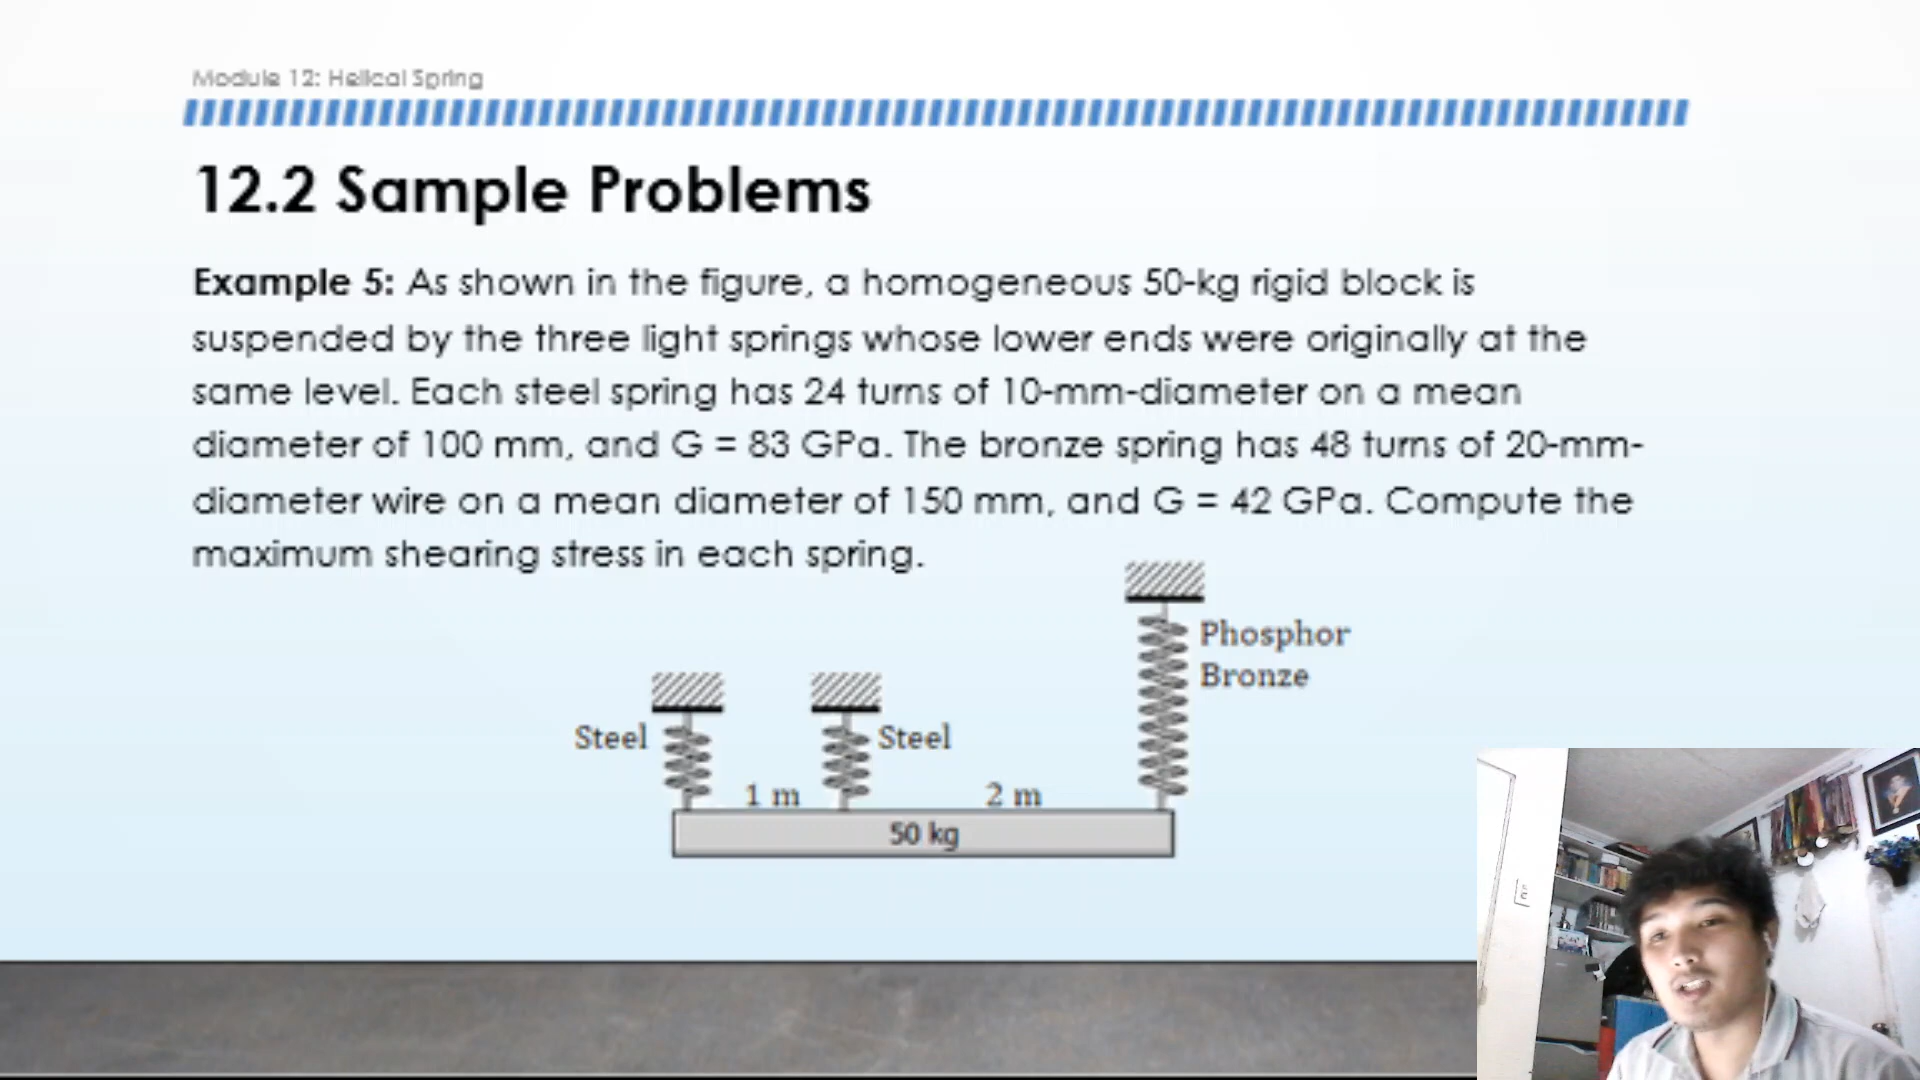 Module 12: Helical Spring
12.2 Sample Problems
Example 5: As shown in the figure, a homogeneous 50-kg rigid block is
suspended by the three light springs whose lower ends were originally at the
same level. Each steel spring has 24 turns of 10-mm-diameter on a mean
diameter of 100 mm, and G = 83 GPa. The bronze spring has 48 turns of 20-mm-
diameter wire on a mean diameter of 150 mm, and G = 42 GPa. Compute the
maximum shearing stress in each spring.
Phosphor
Bronze
Steel
Steel
1 m
2 m
50 kg